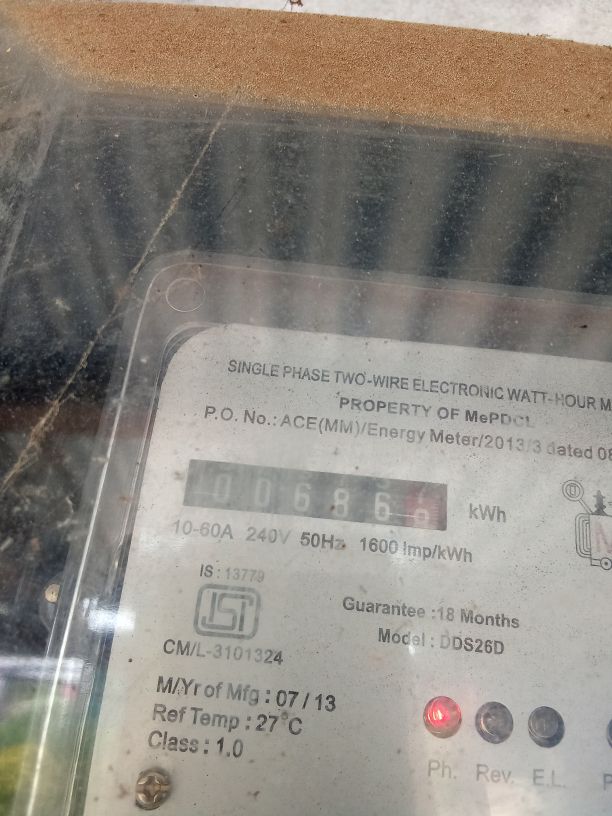 SINGLE PHASE TWO-WIRE ELECTRONIC WATT-HOUR M
PROPERTY OF MePDCL
P.O. No.: ACE(MM)/Energy Meter/2013/3 dated 08
00686 kWh
10-60A 240V 50Hz 1600 Imp/kWh
IS : 13779
ISI
CM/L-3101324
Guarantee :18 Months
Model : DDS26D
M/Yr of Mfg : 07 / 13
Ref Temp : 27°C
Class : 1.0
Ph. Rev. E.L. P